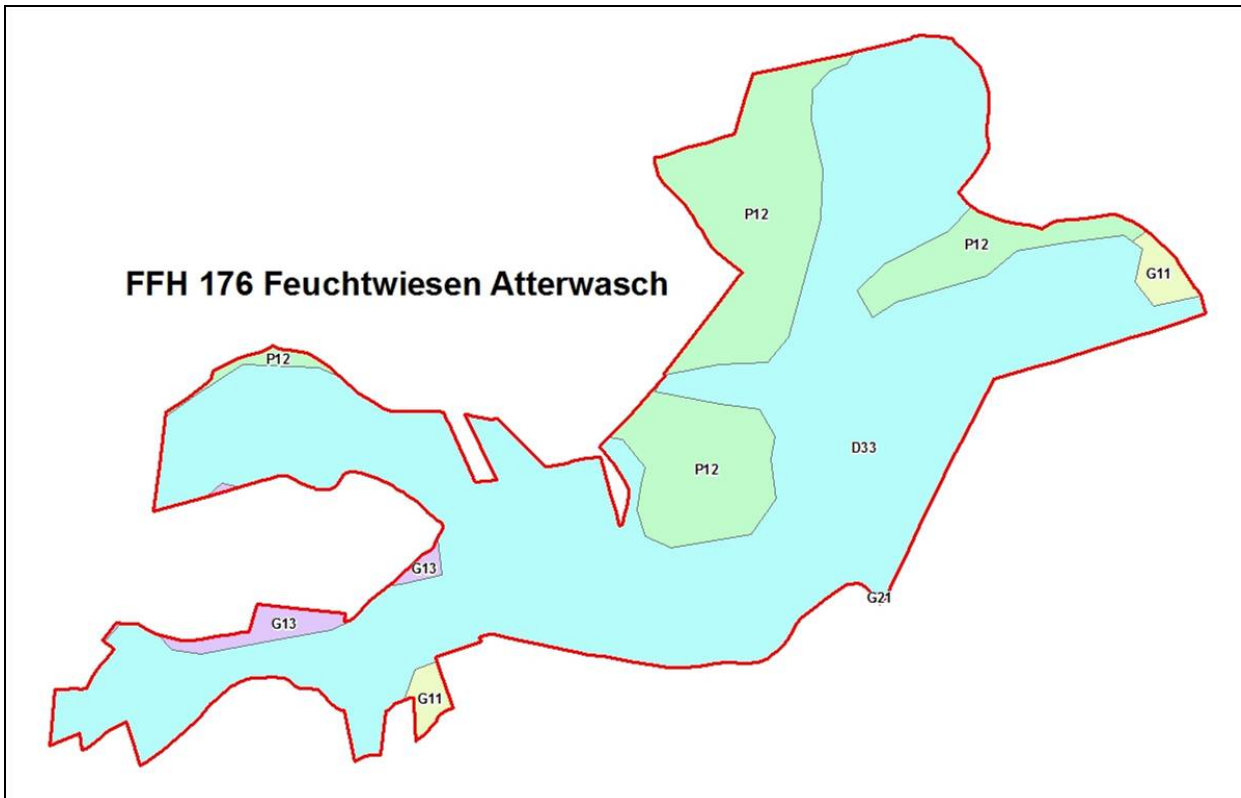 P12
P12
G11
FFH 176 Feuchtwiesen Atterwasch
P12
D33
P12
G13
G21
G13
G11